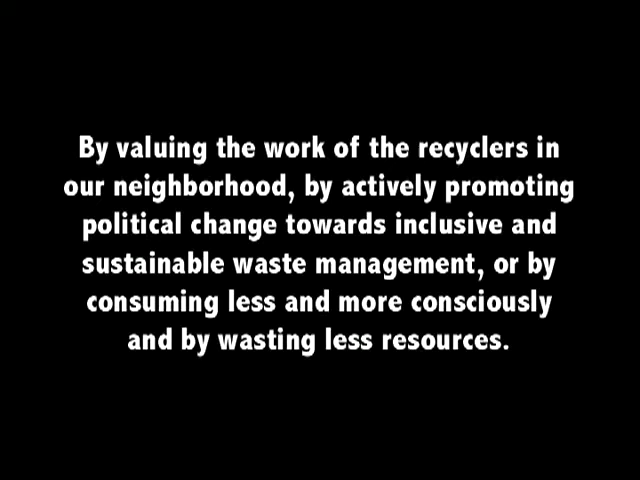 By valuing the work of the recyclers in
our neighborhood, by actively promoting
political change towards inclusive and
sustainable waste management, or by
consuming less and more consciously
and by wasting less resources.